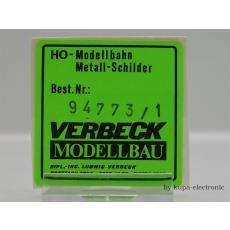 HO-Modellbahn
Metall-Schilder
Best.Nr.:
94773/1
VERBECK
MODELLBAU
DIPL.-ING. LUDWIG VERBECK
by kupa-electronic